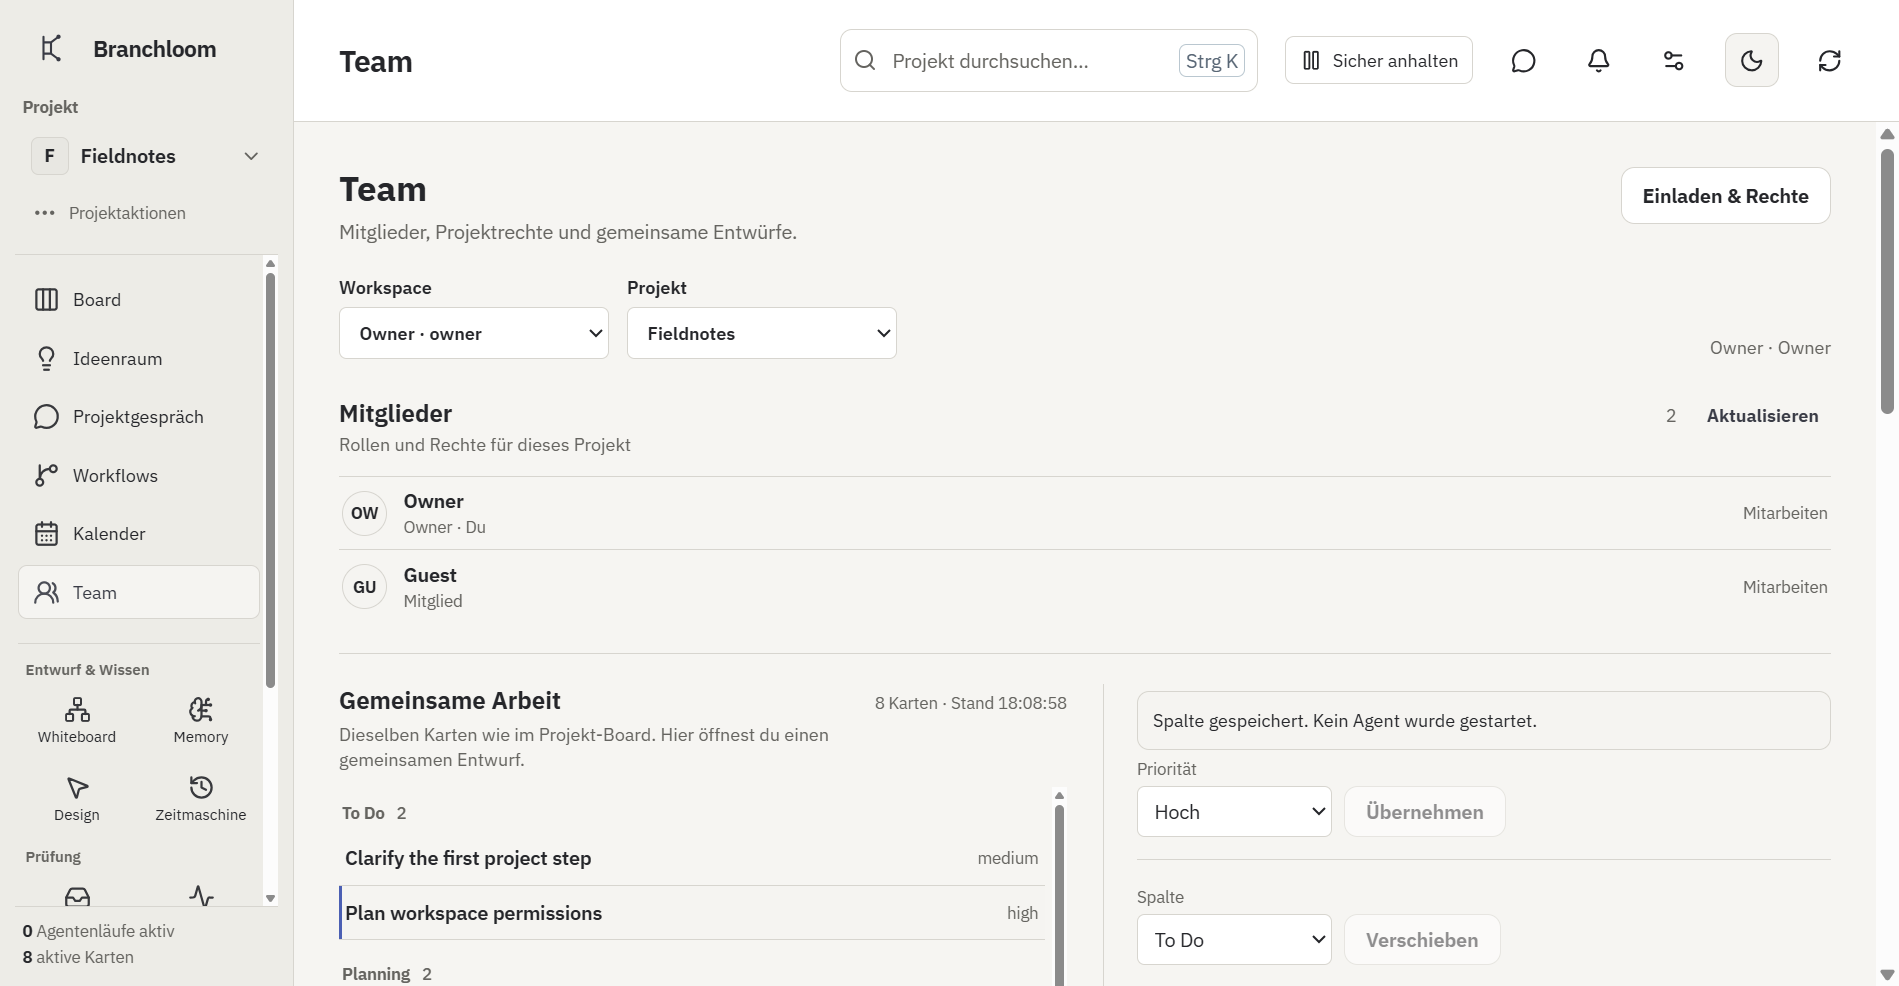 Branchloom
Projekt
F Fieldnotes
Projektaktionen
Board
Ideenraum
Projektgespräch
Workflows
Kalender
Team
Entwurf & Wissen
Whiteboard Memory
Design Zeitmaschine
Prüfung
0 Agentenläufe aktiv
8 aktive Karten
Team
Projekt durchsuchen... Strg K
Sicher anhalten
Team
Mitglieder, Projektrechte und gemeinsame Entwürfe.
Einladen & Rechte
Workspace Projekt
Owner · owner Fieldnotes
Owner · Owner
Mitglieder
2 Aktualisieren
Rollen und Rechte für dieses Projekt
OW Owner
Owner · Du
Mitarbeiten
GU Guest
Mitglied
Mitarbeiten
Gemeinsame Arbeit
8 Karten · Stand 18:08:58
Dieselben Karten wie im Projekt-Board. Hier öffnest du einen
gemeinsamen Entwurf.
To Do 2
Clarify the first project step medium
Plan workspace permissions high
Planning 2
Spalte gespeichert. Kein Agent wurde gestartet.
Priorität
Hoch Übernehmen
Spalte
To Do Verschieben